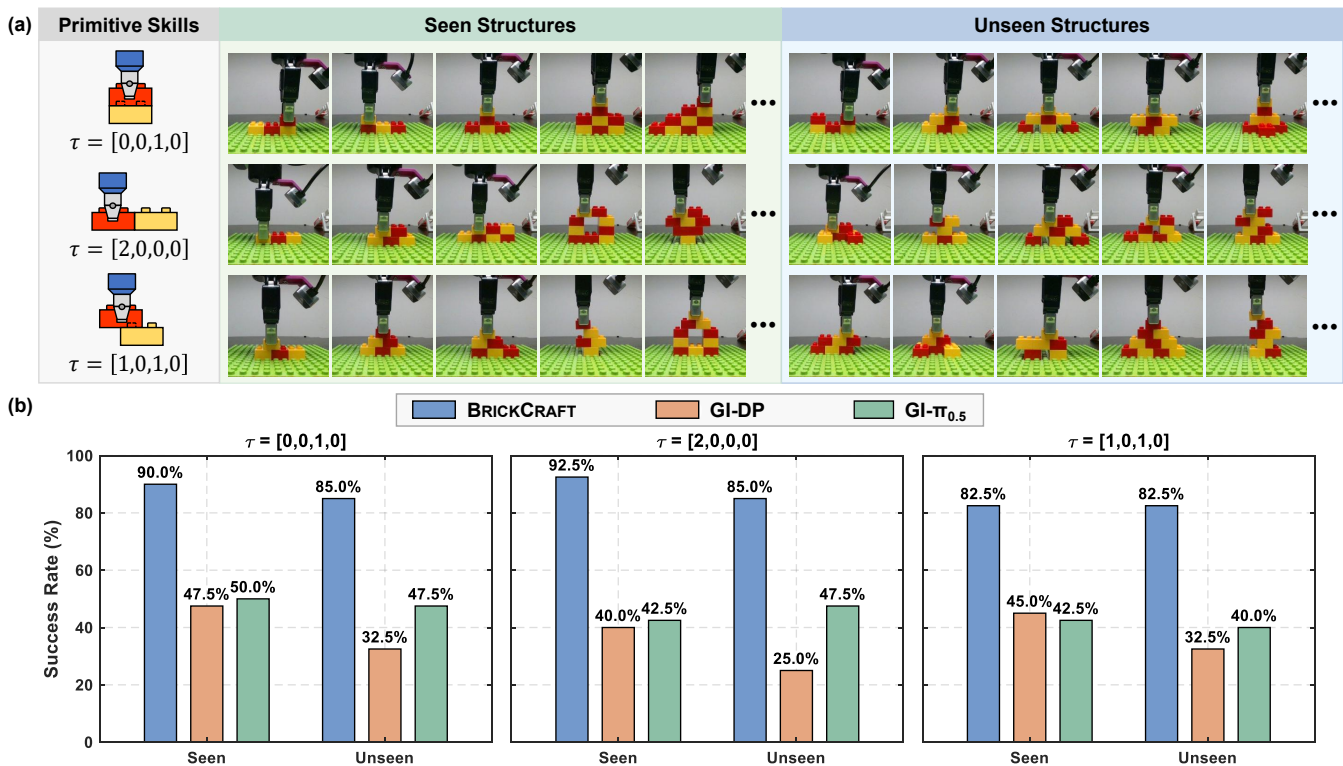 (a)
Primitive Skills
Seen Structures
Unseen Structures
τ = [0,0,1,0]
•••
•••
τ = [2,0,0,0]
•••
•••
τ = [1,0,1,0]
•••
•••
(b)
BRICKCRAFT
GI-DP
GI-π0.5
τ = [0,0,1,0]
τ = [2,0,0,0]
τ = [1,0,1,0]
Success Rate (%)
100
80
60
40
20
0
90.0%
47.5%
50.0%
85.0%
32.5%
47.5%
Seen
Unseen
92.5%
40.0%
42.5%
85.0%
25.0%
47.5%
Seen
Unseen
82.5%
45.0%
42.5%
82.5%
32.5%
40.0%
Seen
Unseen